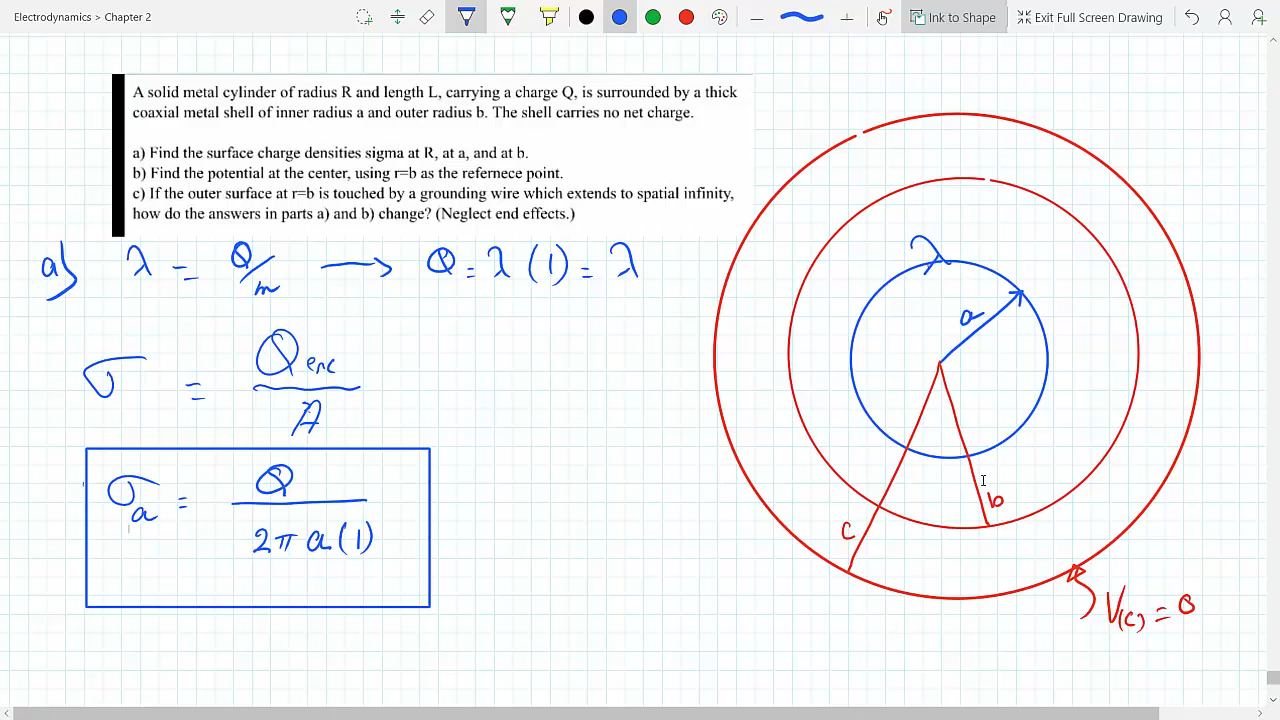 Electrodynamics > Chapter 2
Ink to Shape
Exit Full Screen Drawing
A solid metal cylinder of radius R and length L, carrying a charge Q, is surrounded by a thick
coaxial metal shell of inner radius a and outer radius b. The shell carries no net charge.
a) Find the surface charge densities sigma at R, at a, and at b.
b) Find the potential at the center, using r=b as the refernece point.
c) If the outer surface at r=b is touched by a grounding wire which extends to spatial infinity,
how do the answers in parts a) and b) change? (Neglect end effects.)
a) λ = Q/m → Q = λ (1) = λ
σ = Qenc / A
σa = Q / 2π a (1)
λ
a
b
c
V(c) = 0